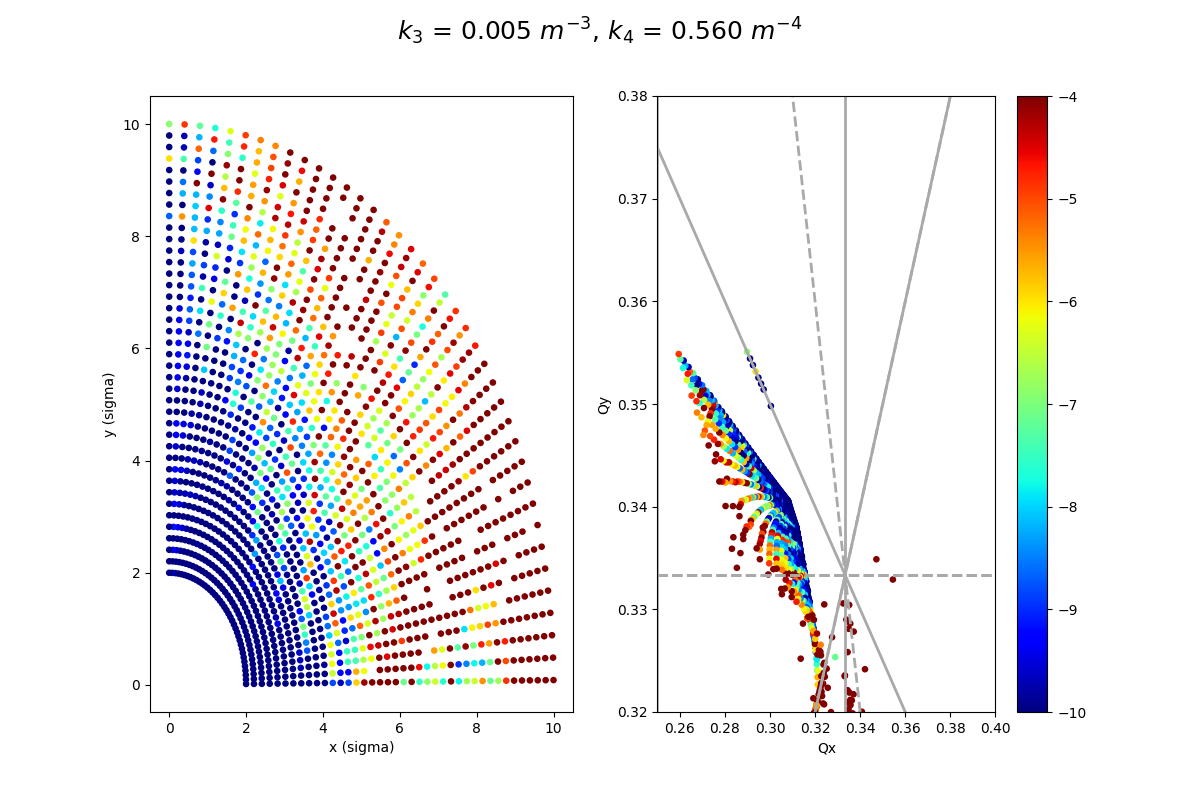 k₃ = 0.005 m⁻³, k₄ = 0.560 m⁻⁴
10
8
6
4
2
0
y (sigma)
0 2 4 6 8 10
x (sigma)
0.38
0.37
0.36
0.35
0.34
0.33
0.32
Qy
0.26 0.28 0.30 0.32 0.34 0.36 0.38 0.40
Qx
−4
−5
−6
−7
−8
−9
−10